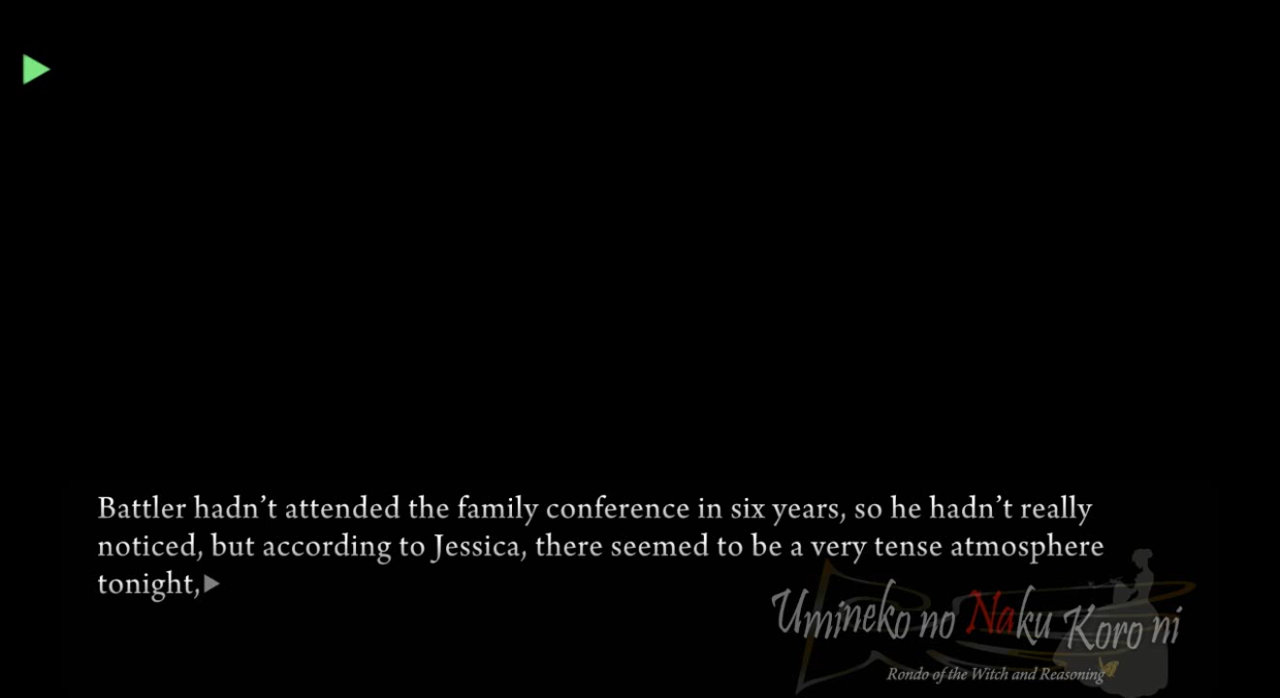 Battler hadn’t attended the family conference in six years, so he hadn’t really
noticed, but according to Jessica, there seemed to be a very tense atmosphere
tonight,
Umineko no Naku Koro ni
Rondo of the Witch and Reasoning